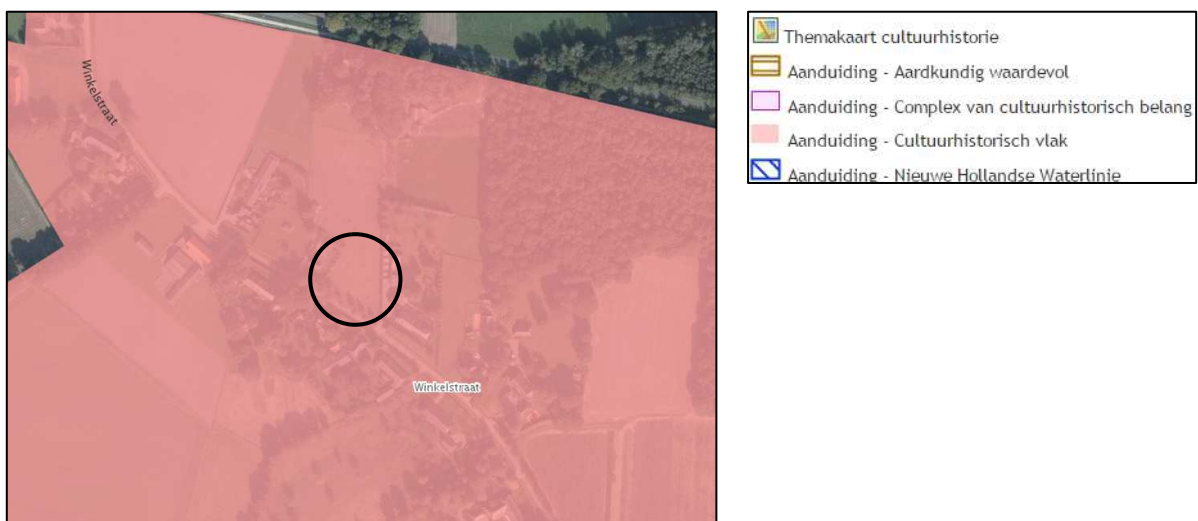 Winkelstraat
Winkelstraat
Themakaart cultuurhistorie
Aanduiding - Aardkundig waardevol
Aanduiding - Complex van cultuurhistorisch belang
Aanduiding - Cultuurhistorisch vlak
Aanduiding - Nieuwe Hollandse Waterlinie